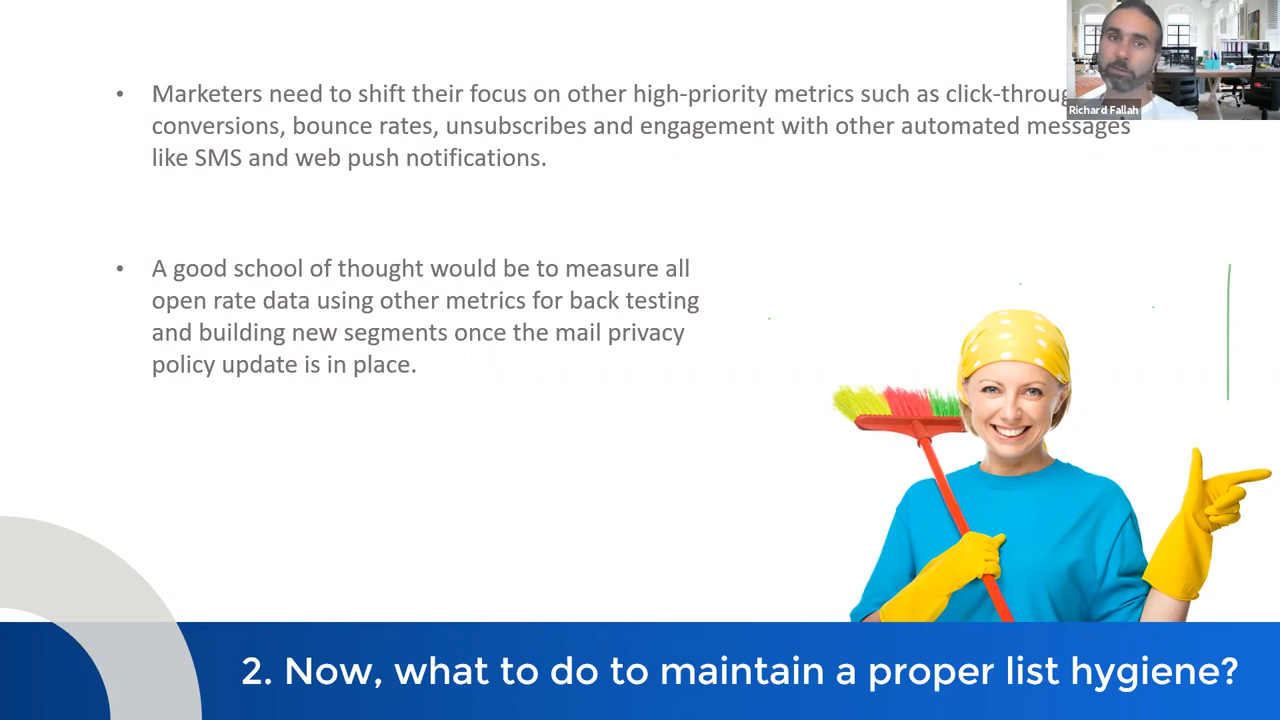 Marketers need to shift their focus on other high-priority metrics such as
conversions, bounce rates, unsubscribes and engagement with other automated messages
like SMS and web push notifications.
A good school of thought would be to measure all
open rate data using other metrics for back testing
and building new segments once the mail privacy
policy update is in place.
Richard Fallah
2. Now, what to do to maintain a proper list hygiene?